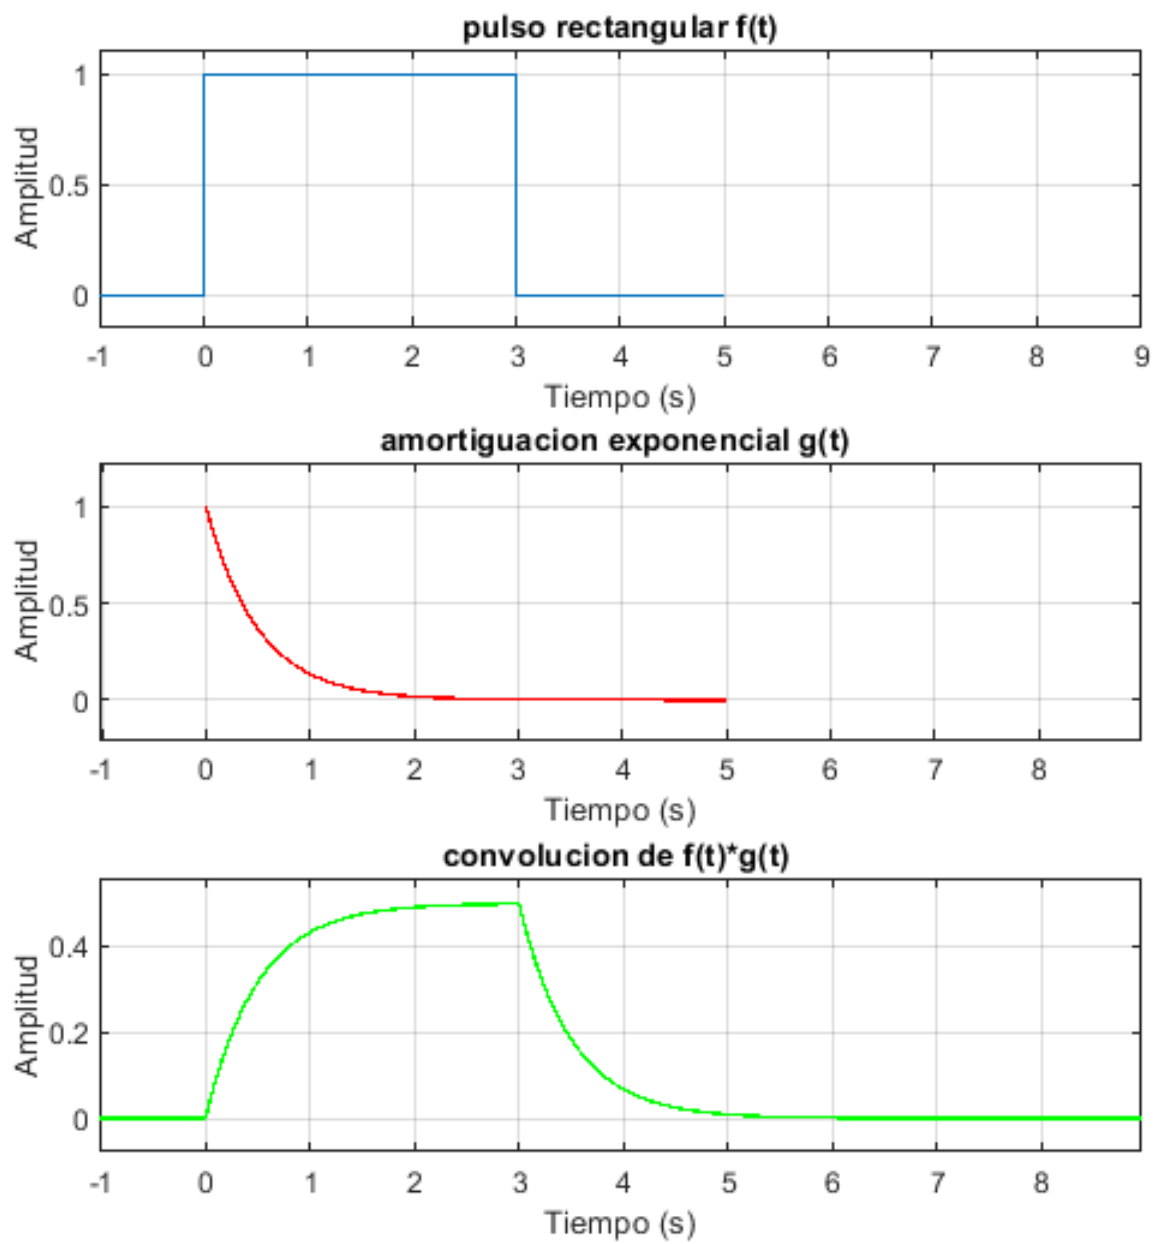 pulso rectangular f(t)
Amplitud
1
0.5
0
-1 0 1 2 3 4 5 6 7 8 9
Tiempo (s)
amortiguacion exponencial g(t)
Amplitud
1
0.5
0
-1 0 1 2 3 4 5 6 7 8
Tiempo (s)
convolucion de f(t)*g(t)
Amplitud
0.4
0.2
0
-1 0 1 2 3 4 5 6 7 8
Tiempo (s)